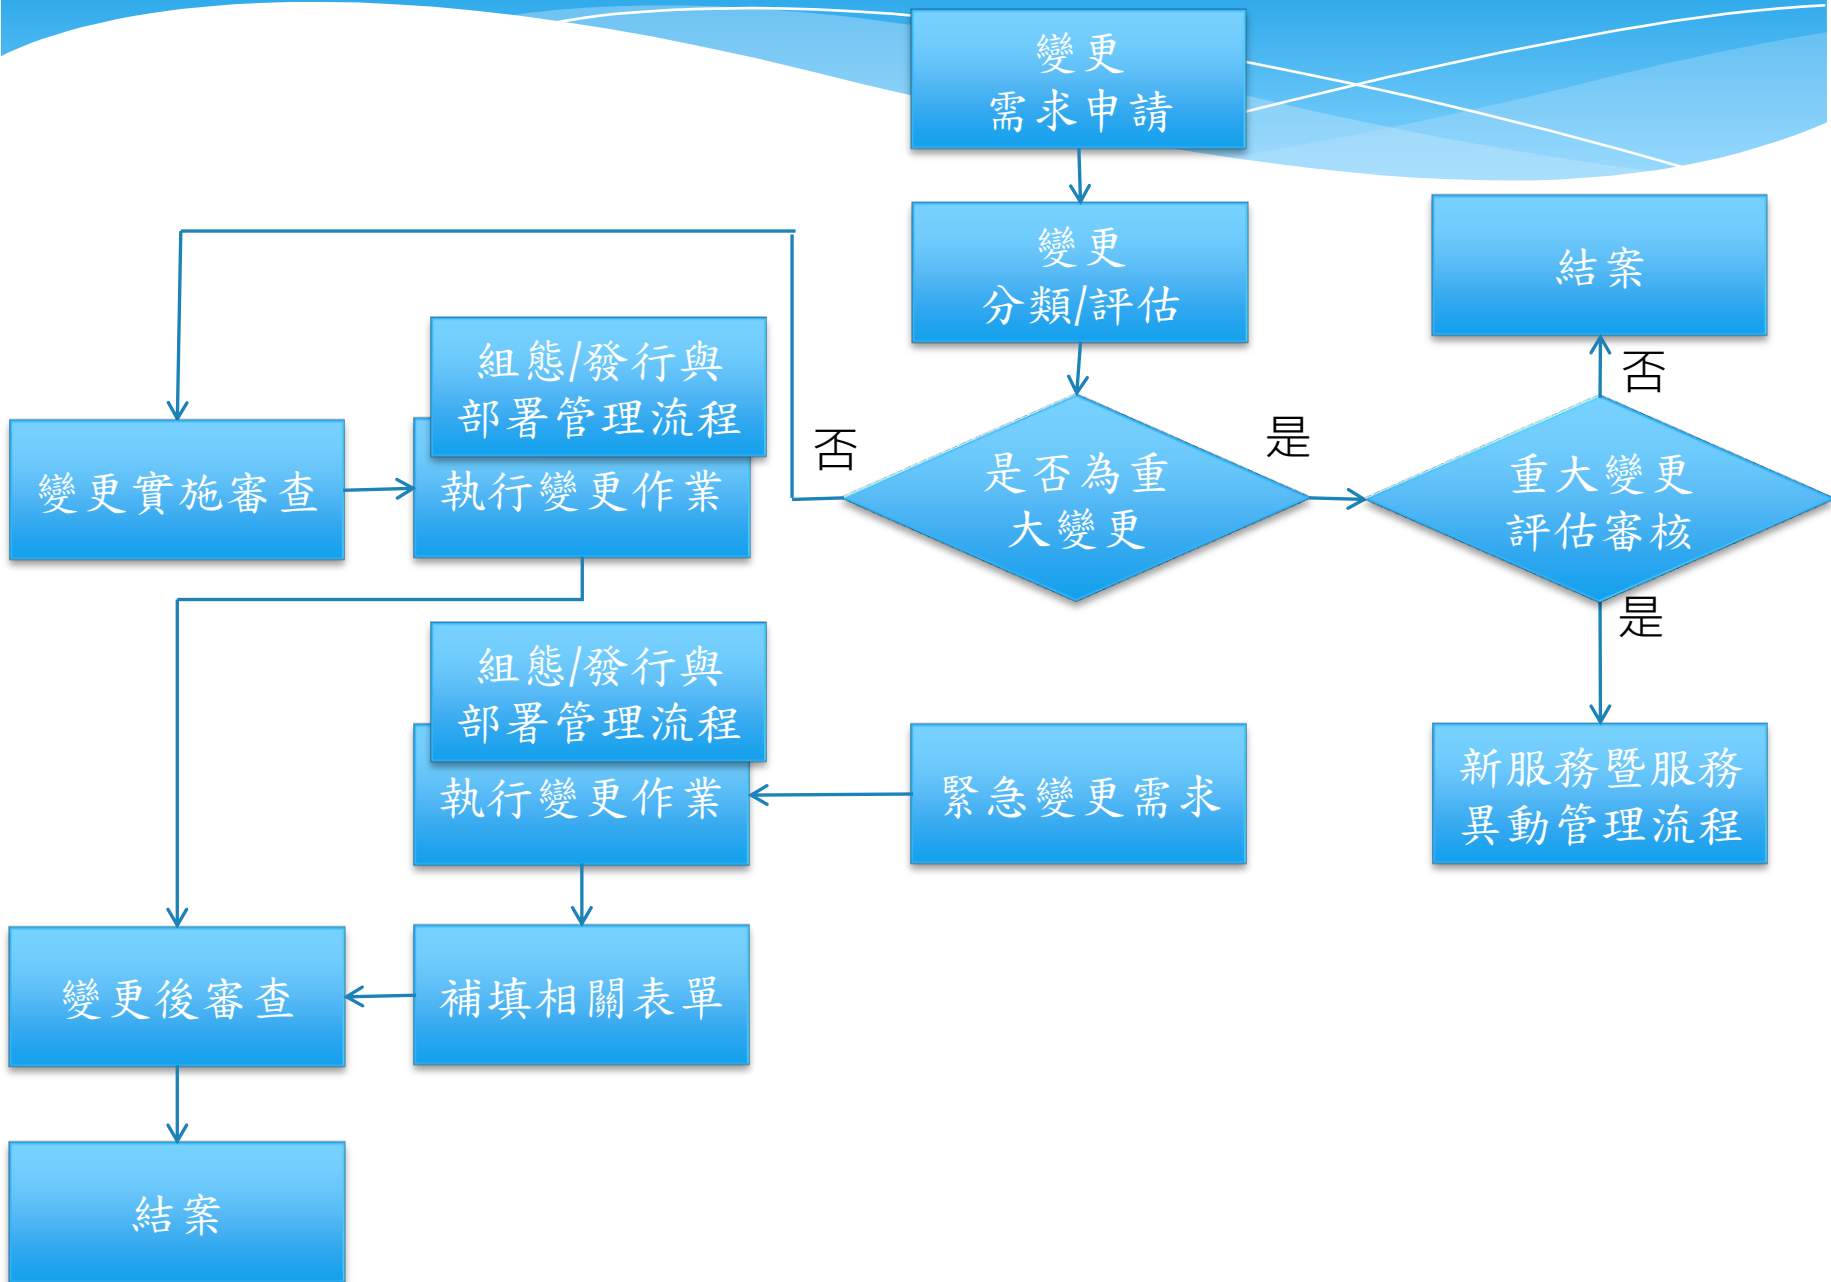 變更
需求申請
變更
分類/評估
結案
組態/發行與
部署管理流程
否
變更實施審查
執行變更作業
否
是否為重
大變更
是
重大變更
評估審核
是
組態/發行與
部署管理流程
執行變更作業
緊急變更需求
新服務暨服務
異動管理流程
變更後審查
補填相關表單
結案